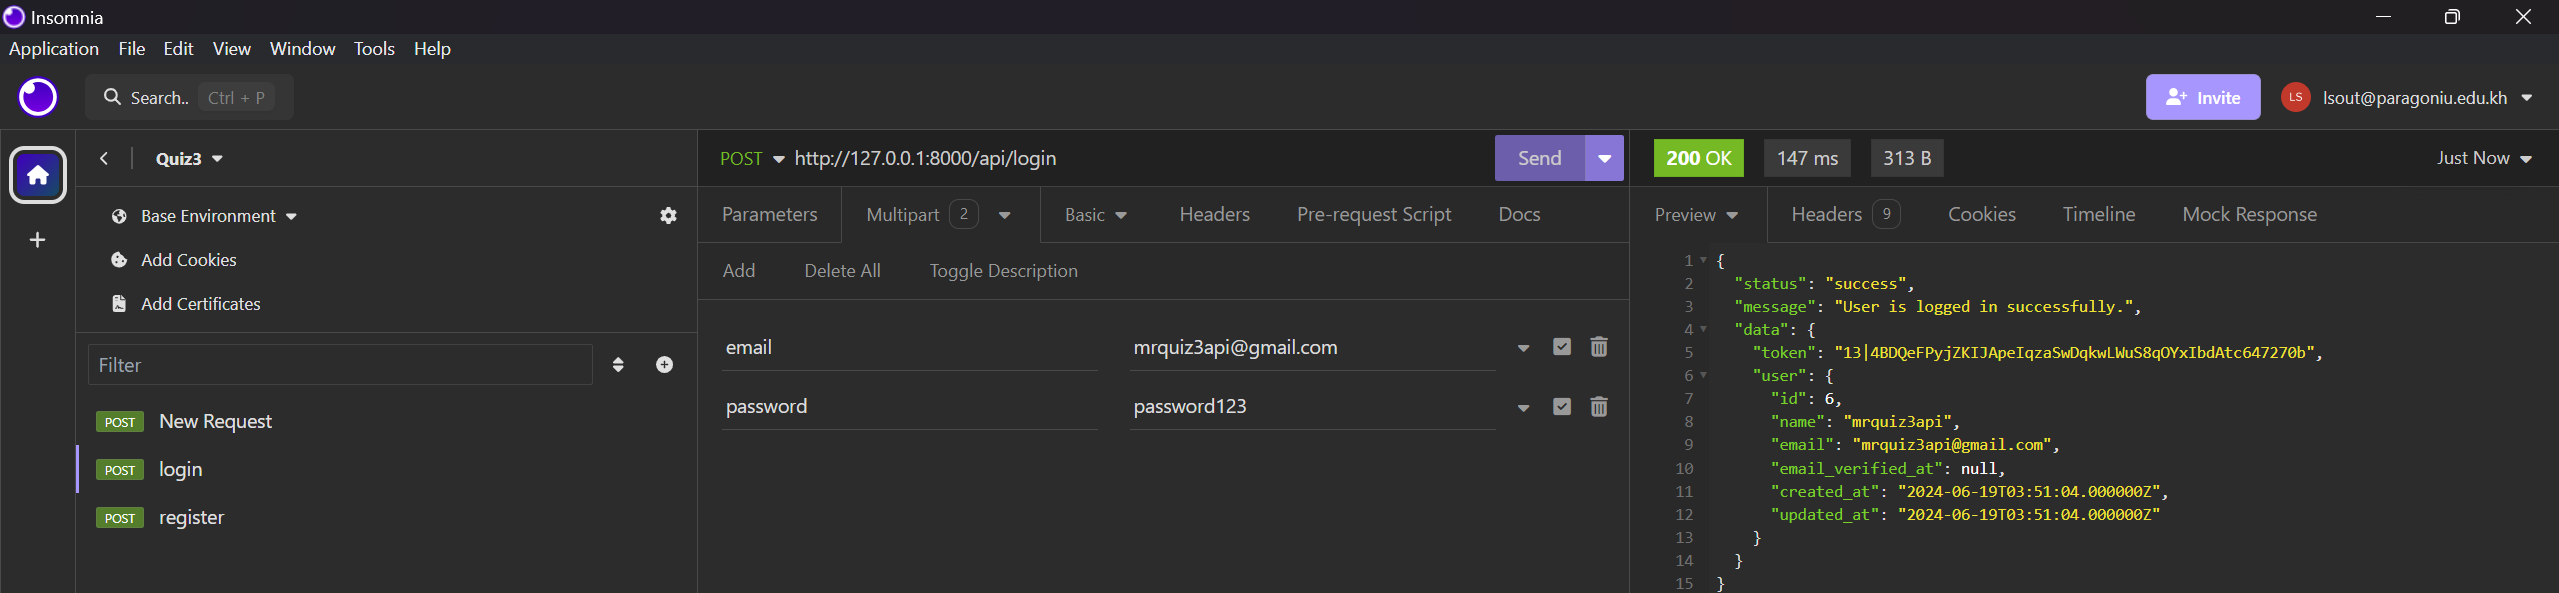 Insomnia
Application File Edit View Window Tools Help
Search.. Ctrl + P
Invite
LS
lsout@paragoniu.edu.kh
Quiz3
Base Environment
Add Cookies
Add Certificates
Filter
POST New Request
POST login
POST register
POST http://127.0.0.1:8000/api/login
Send
Parameters Multipart 2 Basic Headers Pre-request Script Docs
Add Delete All Toggle Description
email mrquiz3api@gmail.com
password password123
200 OK 147 ms 313 B Just Now
Preview Headers 9 Cookies Timeline Mock Response
1 {
2 "status": "success",
3 "message": "User is logged in successfully.",
4 "data": {
5 "token": "13|4BDQeFPyjZKIJApeIqzaSwDqkwLWuS8qOYxIbdAtc647270b",
6 "user": {
7 "id": 6,
8 "name": "mrquiz3api",
9 "email": "mrquiz3api@gmail.com",
10 "email_verified_at": null,
11 "created_at": "2024-06-19T03:51:04.000000Z",
12 "updated_at": "2024-06-19T03:51:04.000000Z"
13 }
14 }
15 }